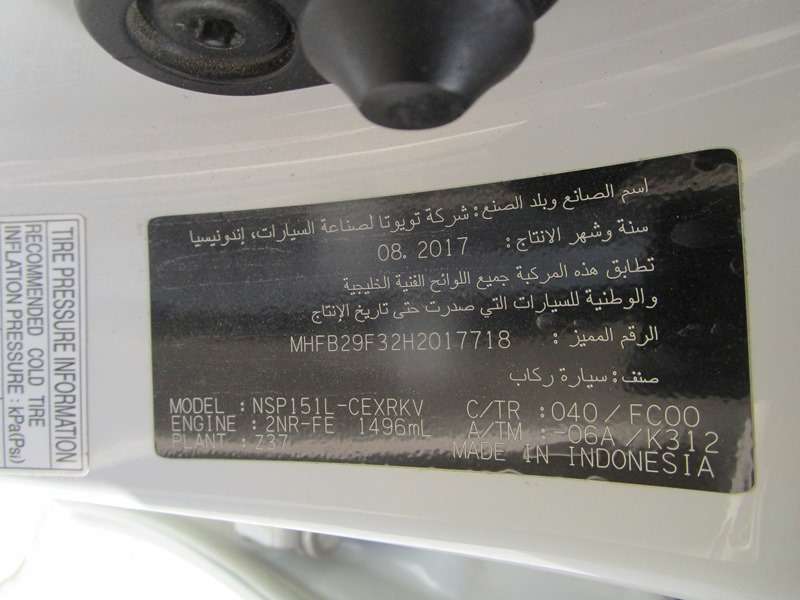 اسم الصانع وبلد الصنع: شركة تويوتا لصناعة السيارات، إندونيسيا
سنة وشهر الانتاج: 08. 2017
تطابق هذه المركبة جميع اللوائح الفنية الخليجية
والوطنية للسيارات التي صدرت حتى تاريخ الإنتاج
الرقم المميز: MHFB29F32H2017718
صنف: سيارة ركاب
MODEL : NSP151L-CEXRKV C/TR : 040/FC00
ENGINE : 2NR-FE 1496mL A/TM : -06A/K312
PLANT : Z37 MADE IN INDONESIA
TIRE PRESSURE INFORMATION
RECOMMENDED COLD TIRE
INFLATION PRESSURE : kPa(Psi)